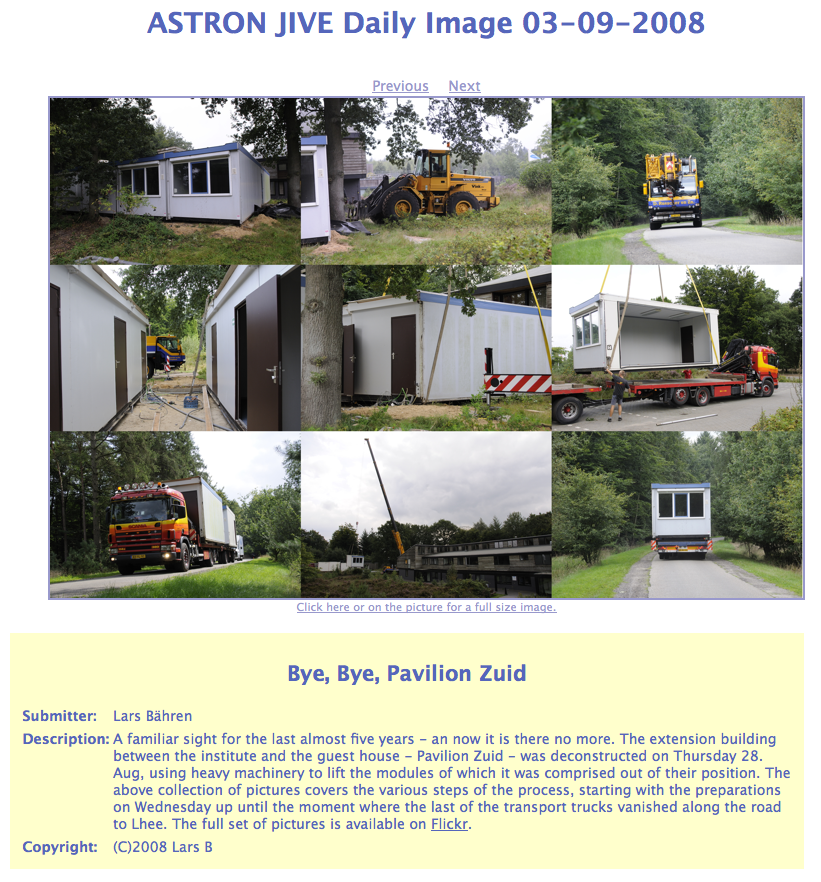 ASTRON JIVE Daily Image 03-09-2008
Previous Next
Click here or on the picture for a full size image.
Bye, Bye, Pavilion Zuid
Submitter: Lars Bähren
Description: A familiar sight for the last almost five years - an now it is there no more. The extension building
between the institute and the guest house - Pavilion Zuid - was deconstructed on Thursday 28.
Aug, using heavy machinery to lift the modules of which it was comprised out of their position. The
above collection of pictures covers the various steps of the process, starting with the preparations
on Wednesday up until the moment where the last of the transport trucks vanished along the road
to Lhee. The full set of pictures is available on Flickr.
Copyright: (C)2008 Lars B